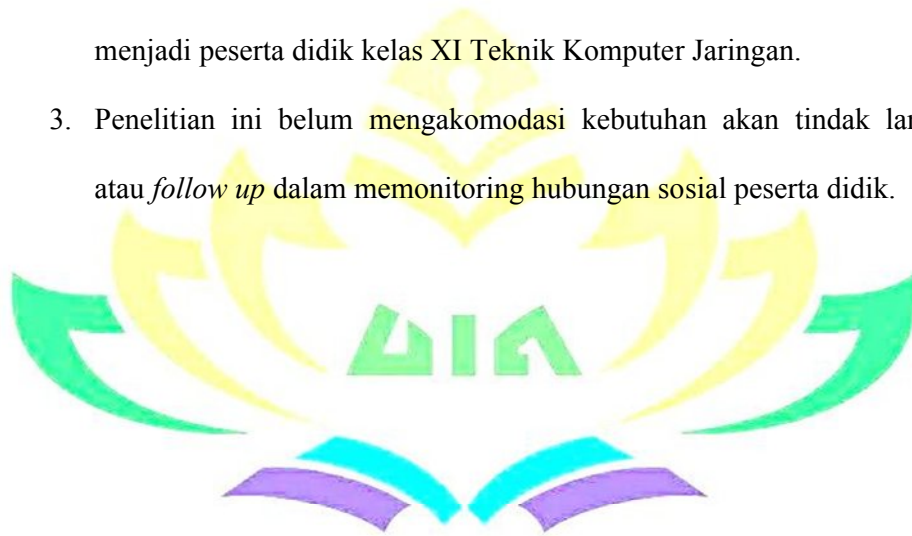 menjadi peserta didik kelas XI Teknik Komputer Jaringan.
3. Penelitian ini belum mengakomodasi kebutuhan akan tindak
atau follow up dalam memonitoring hubungan sosial peserta didik.
UIN